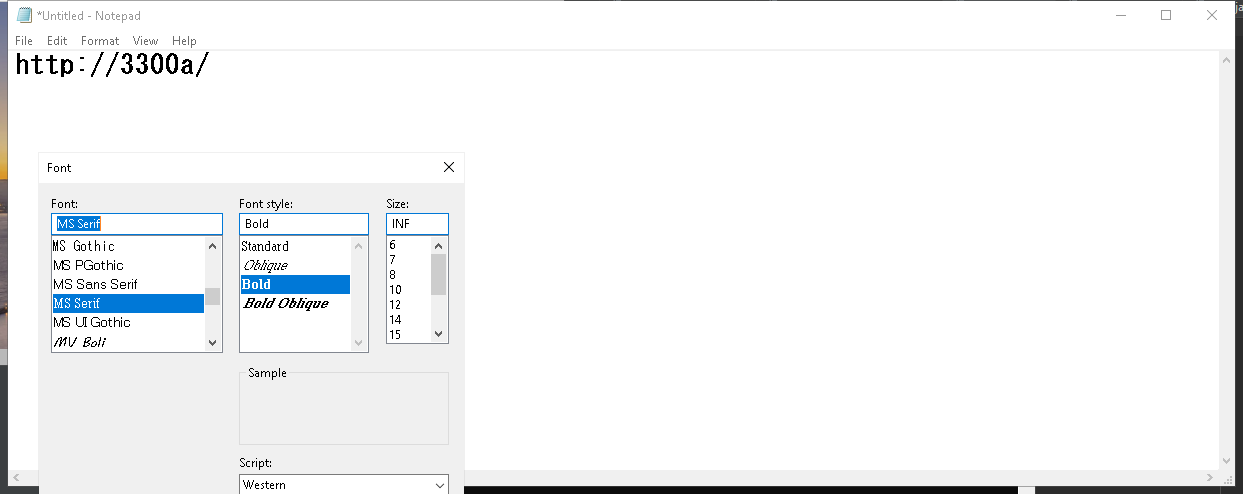 *Untitled - Notepad
File Edit Format View Help
http://3300a/
Font
Font: Font style: Size:
MS Serif Bold INF
MS Gothic
MS PGothic
MS Sans Serif
MS Serif
MS UI Gothic
MV Boli
Standard
Oblique
Bold
Bold Oblique
6
7
8
10
12
14
15
Sample
Script:
Western
ja